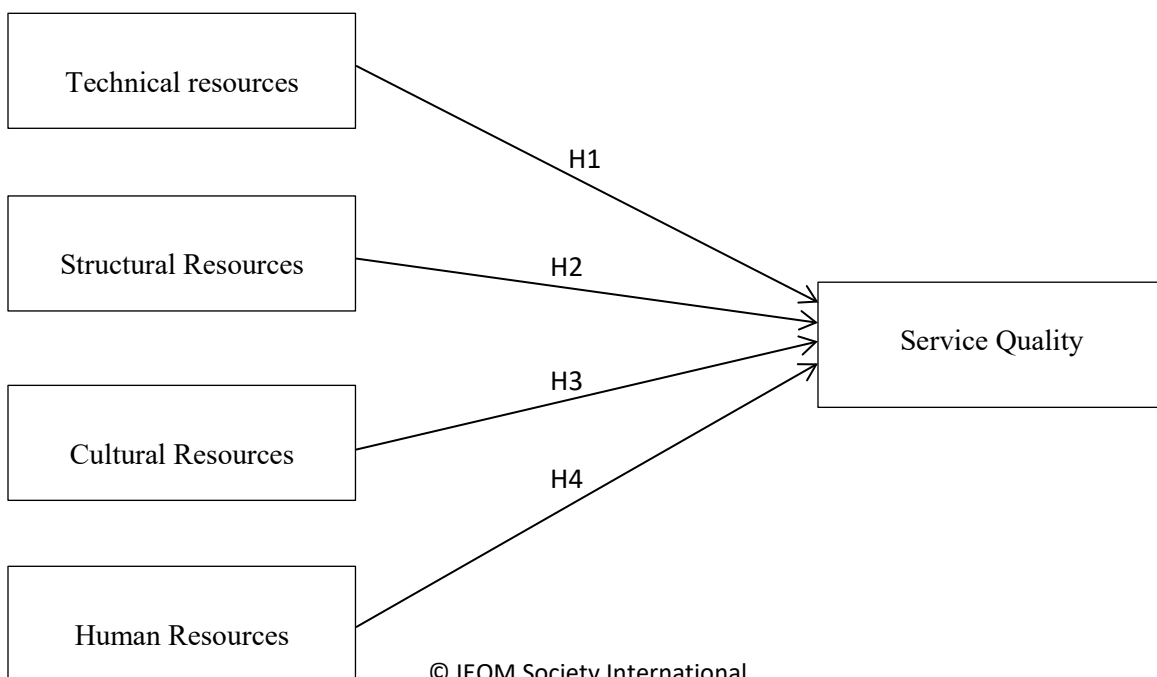 Technical resources
H1
Structural Resources
H2
Service Quality
H3
Cultural Resources
H4
Human Resources
© IEOM Society International